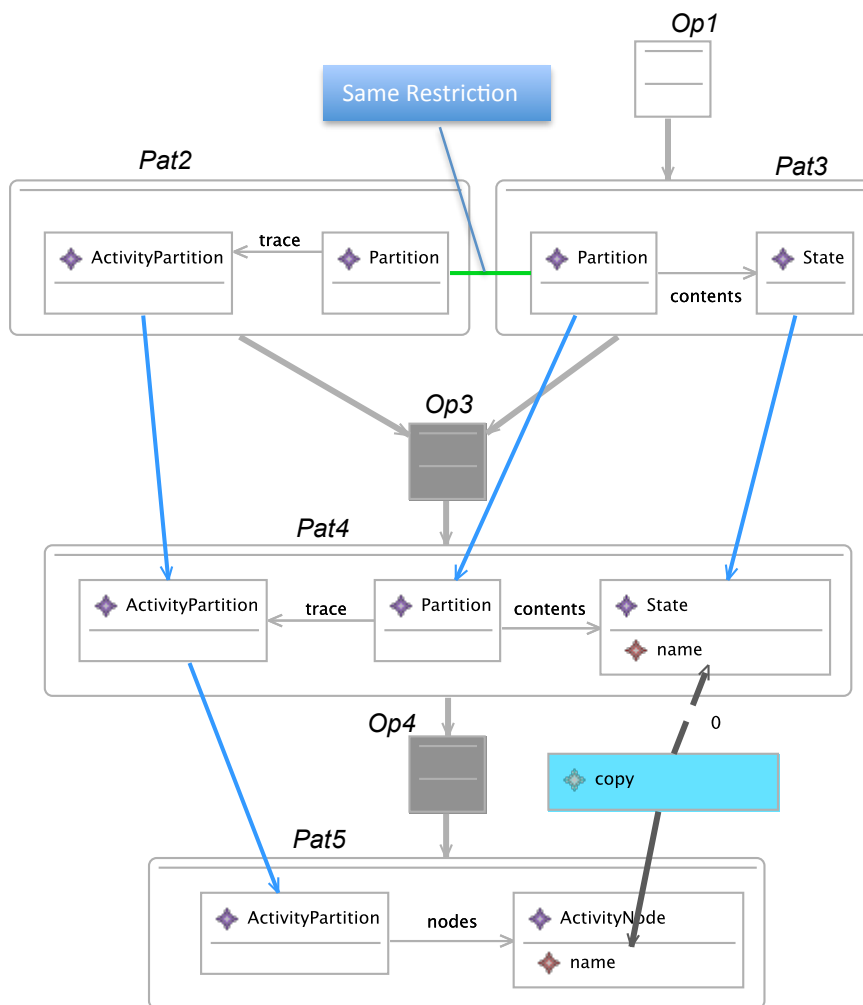 Op1
Same Restriction
Pat2
Pat3
ActivityPartition
trace
Partition
Partition
contents
State
Op3
Pat4
ActivityPartition
trace
Partition
contents
State
name
Op4
0
copy
Pat5
ActivityPartition
nodes
ActivityNode
name